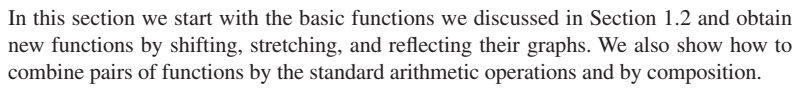 In this section we start with the basic functions we discussed in Section 1.2 and obtain
new functions by shifting, stretching, and reflecting their graphs. We also show how to
combine pairs of functions by the standard arithmetic operations and by composition.